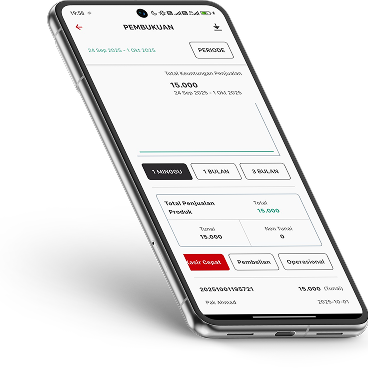 19:50
PEMBUKUAN
24 Sep 2025 - 1 Okt 2025
PERIODE
Total Keuntungan Penjualan
15.000
24 Sep 2025 - 1 Okt 2025
1 MINGGU
1 BULAN
3 BULAN
Total Penjualan Produk
Total
15.000
Tunai
15.000
Non Tunai
0
Kasir Cepat
Pembelian
Operasional
20251001195721
15.000 (Tunai)
Pak Ahmad
2025-10-01